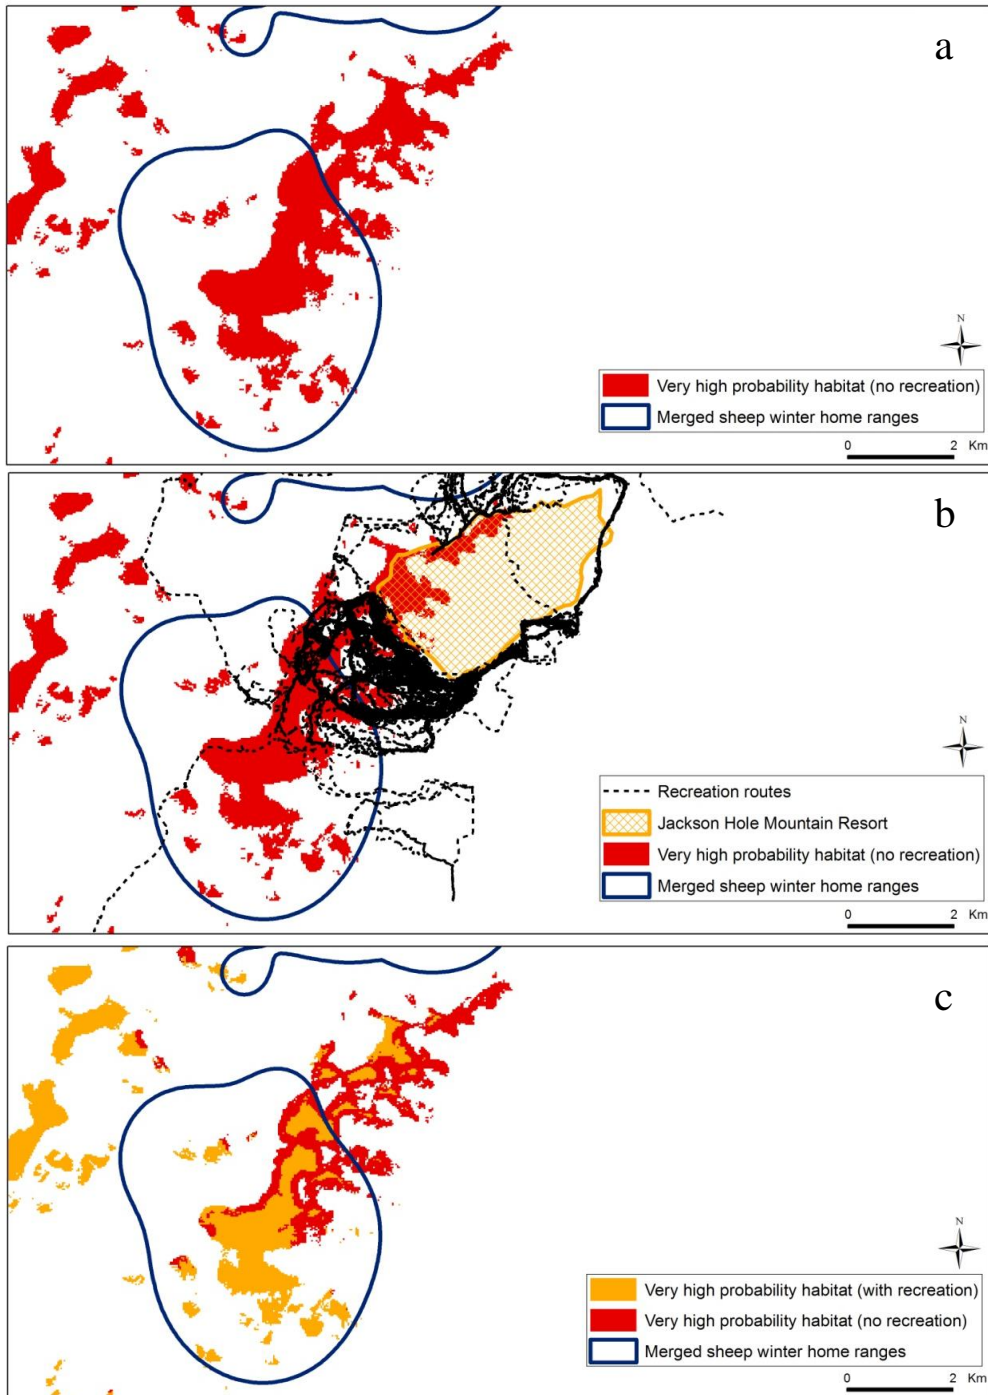 a
N
Very high probability habitat (no recreation)
Merged sheep winter home ranges
0 2 Km
b
N
Recreation routes
Jackson Hole Mountain Resort
Very high probability habitat (no recreation)
Merged sheep winter home ranges
0 2 Km
c
N
Very high probability habitat (with recreation)
Very high probability habitat (no recreation)
Merged sheep winter home ranges
0 2 Km